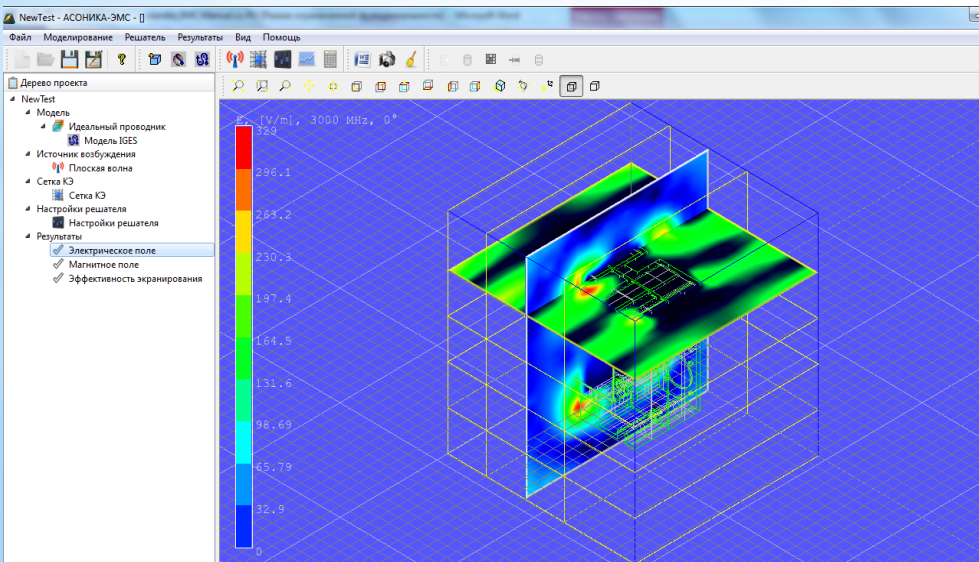 NewTest - АСОНИКА-ЭМС - []
Файл Моделирование Решатель Результаты Вид Помощь
Дерево проекта
NewTest
Модель
Идеальный проводник
Модель IGES
Источник возбуждения
Плоская волна
Сетка КЭ
Сетка КЭ
Настройки решателя
Настройки решателя
Результаты
Электрическое поле
Магнитное поле
Эффективность экранирования
E, [V/m], 3000 MHz, 0°
329
296.1
263.2
230.3
197.4
164.5
131.6
98.69
65.79
32.9
0